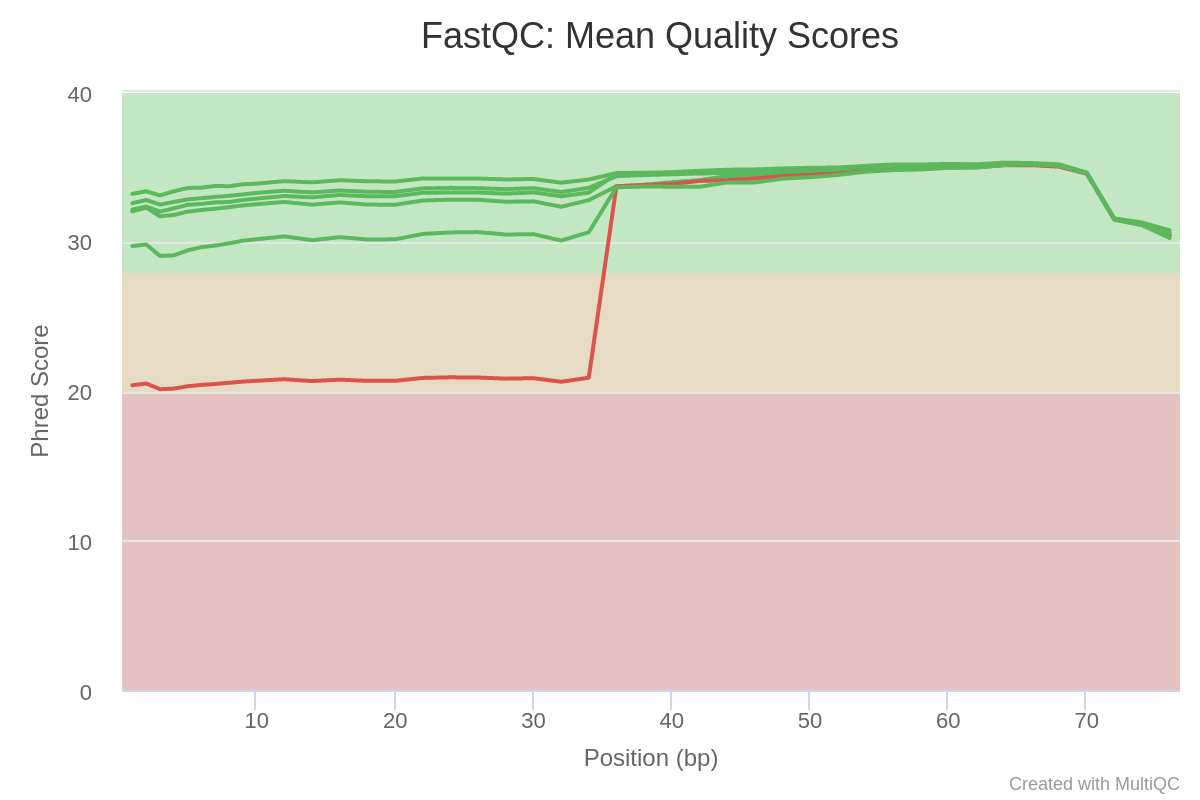 FastQC: Mean Quality Scores
40
30
20
10
0
Phred Score
10 20 30 40 50 60 70
Position (bp)
Created with MultiQC